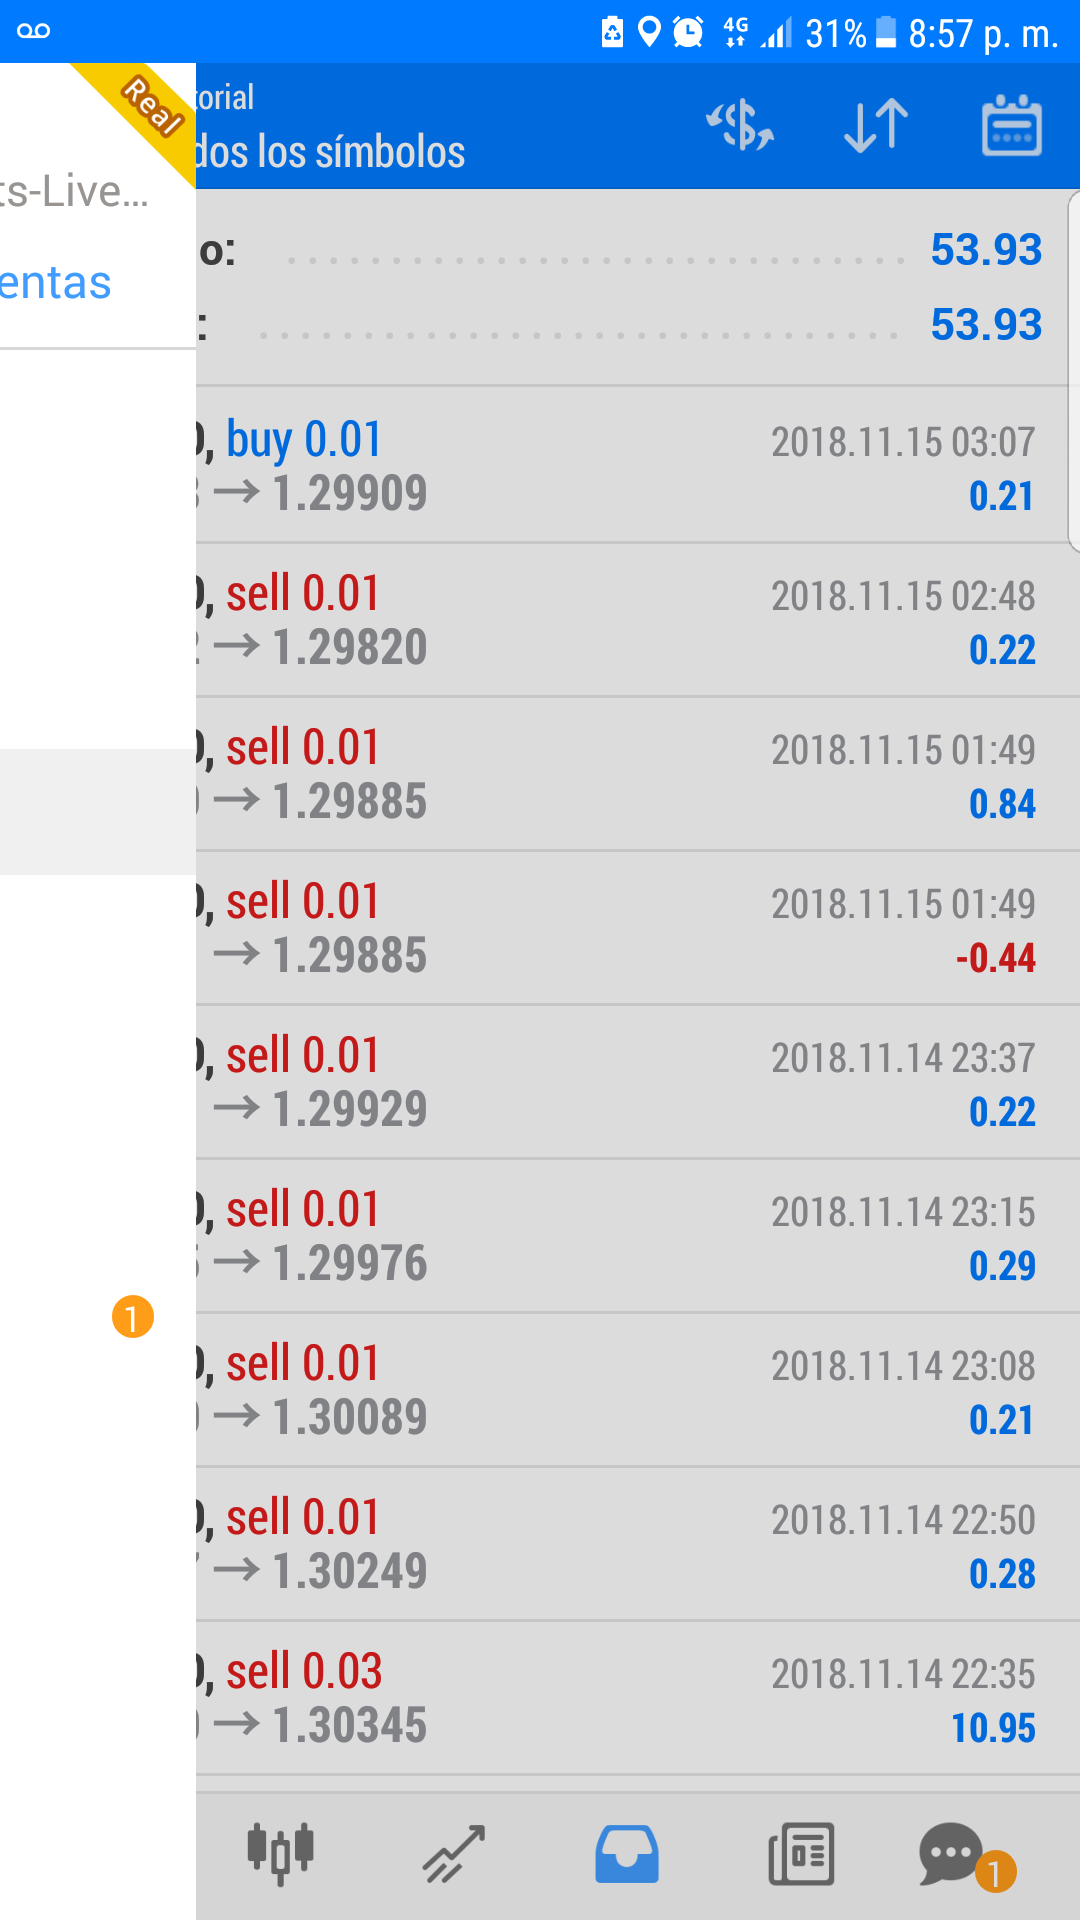 4G 31% 8:57 p. m.
Real
torial
dos los símbolos
ts-Live...
entas
o: 53.93
: 53.93
, buy 0.01 2018.11.15 03:07
→ 1.29909 0.21
, sell 0.01 2018.11.15 02:48
→ 1.29820 0.22
, sell 0.01 2018.11.15 01:49
→ 1.29885 0.84
, sell 0.01 2018.11.15 01:49
→ 1.29885 -0.44
, sell 0.01 2018.11.14 23:37
→ 1.29929 0.22
, sell 0.01 2018.11.14 23:15
→ 1.29976 0.29
1
, sell 0.01 2018.11.14 23:08
→ 1.30089 0.21
, sell 0.01 2018.11.14 22:50
→ 1.30249 0.28
, sell 0.03 2018.11.14 22:35
→ 1.30345 10.95
1